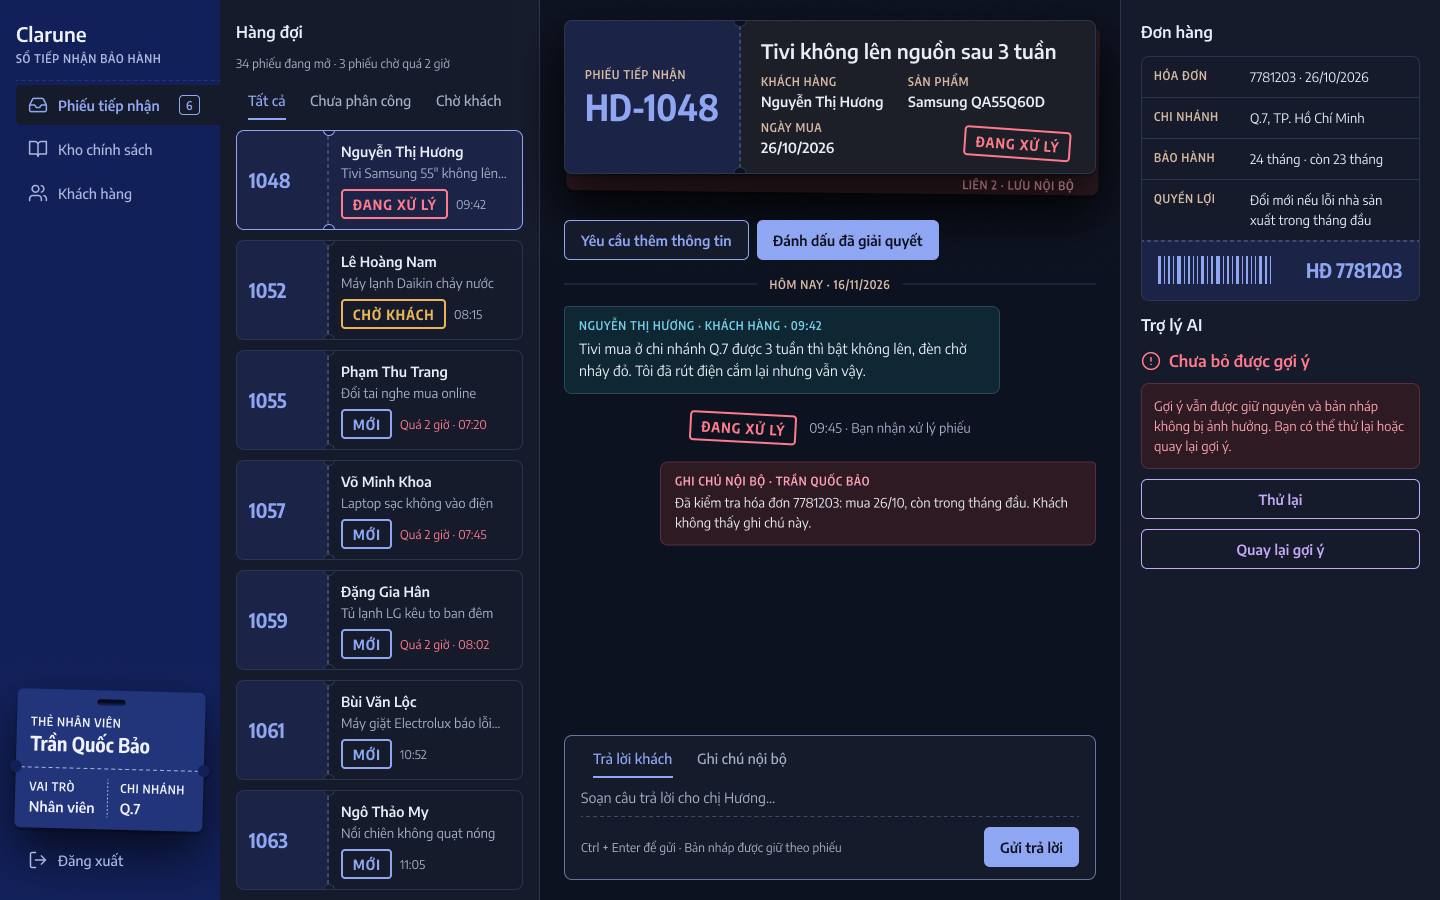 Clarune
SỔ TIẾP NHẬN BẢO HÀNH
Phiếu tiếp nhận 6
Kho chính sách
Khách hàng
THẺ NHÂN VIÊN
Trần Quốc Bảo
VAI TRÒ
Nhân viên
CHI NHÁNH
Q.7
Đăng xuất
Hàng đợi
34 phiếu đang mở · 3 phiếu chờ quá 2 giờ
Tất cả Chưa phân công Chờ khách
1048
Nguyễn Thị Hương
Tivi Samsung 55" không lên...
ĐANG XỬ LÝ 09:42
1052
Lê Hoàng Nam
Máy lạnh Daikin chảy nước
CHỜ KHÁCH 08:15
1055
Phạm Thu Trang
Đổi tai nghe mua online
MỚI Quá 2 giờ · 07:20
1057
Võ Minh Khoa
Laptop sạc không vào điện
MỚI Quá 2 giờ · 07:45
1059
Đặng Gia Hân
Tủ lạnh LG kêu to ban đêm
MỚI Quá 2 giờ · 08:02
1061
Bùi Văn Lộc
Máy giặt Electrolux báo lỗi...
MỚI 10:52
1063
Ngô Thảo My
Nồi chiên không quạt nóng
MỚI 11:05
PHIẾU TIẾP NHẬN
HD-1048
Tivi không lên nguồn sau 3 tuần
KHÁCH HÀNG
Nguyễn Thị Hương
SẢN PHẨM
Samsung QA55Q60D
NGÀY MUA
26/10/2026
ĐANG XỬ LÝ
LIÊN 2 · LƯU NỘI BỘ
Yêu cầu thêm thông tin
Đánh dấu đã giải quyết
HÔM NAY · 16/11/2026
NGUYỄN THỊ HƯƠNG · KHÁCH HÀNG · 09:42
Tivi mua ở chi nhánh Q.7 được 3 tuần thì bật không lên, đèn chờ
nháy đỏ. Tôi đã rút điện cắm lại nhưng vẫn vậy.
ĐANG XỬ LÝ 09:45 · Bạn nhận xử lý phiếu
GHI CHÚ NỘI BỘ · TRẦN QUỐC BẢO
Đã kiểm tra hóa đơn 7781203: mua 26/10, còn trong tháng đầu. Khách
không thấy ghi chú này.
Trả lời khách Ghi chú nội bộ
Soạn câu trả lời cho chị Hương...
Ctrl + Enter để gửi · Bản nháp được giữ theo phiếu
Gửi trả lời
Đơn hàng
HÓA ĐƠN 7781203 · 26/10/2026
CHI NHÁNH Q.7, TP. Hồ Chí Minh
BẢO HÀNH 24 tháng · còn 23 tháng
QUYỀN LỢI Đổi mới nếu lỗi nhà sản
xuất trong tháng đầu
HĐ 7781203
Trợ lý AI
Chưa bỏ được gợi ý
Gợi ý vẫn được giữ nguyên và bản nháp
không bị ảnh hưởng. Bạn có thể thử lại hoặc
quay lại gợi ý.
Thử lại
Quay lại gợi ý